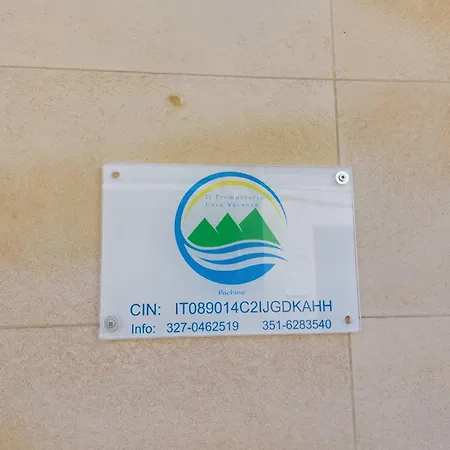 Il Promontorio
Casa Vacanze
Pachino
CIN: IT089014C2IJGDKAHH
Info: 327-0462519 351-6283540